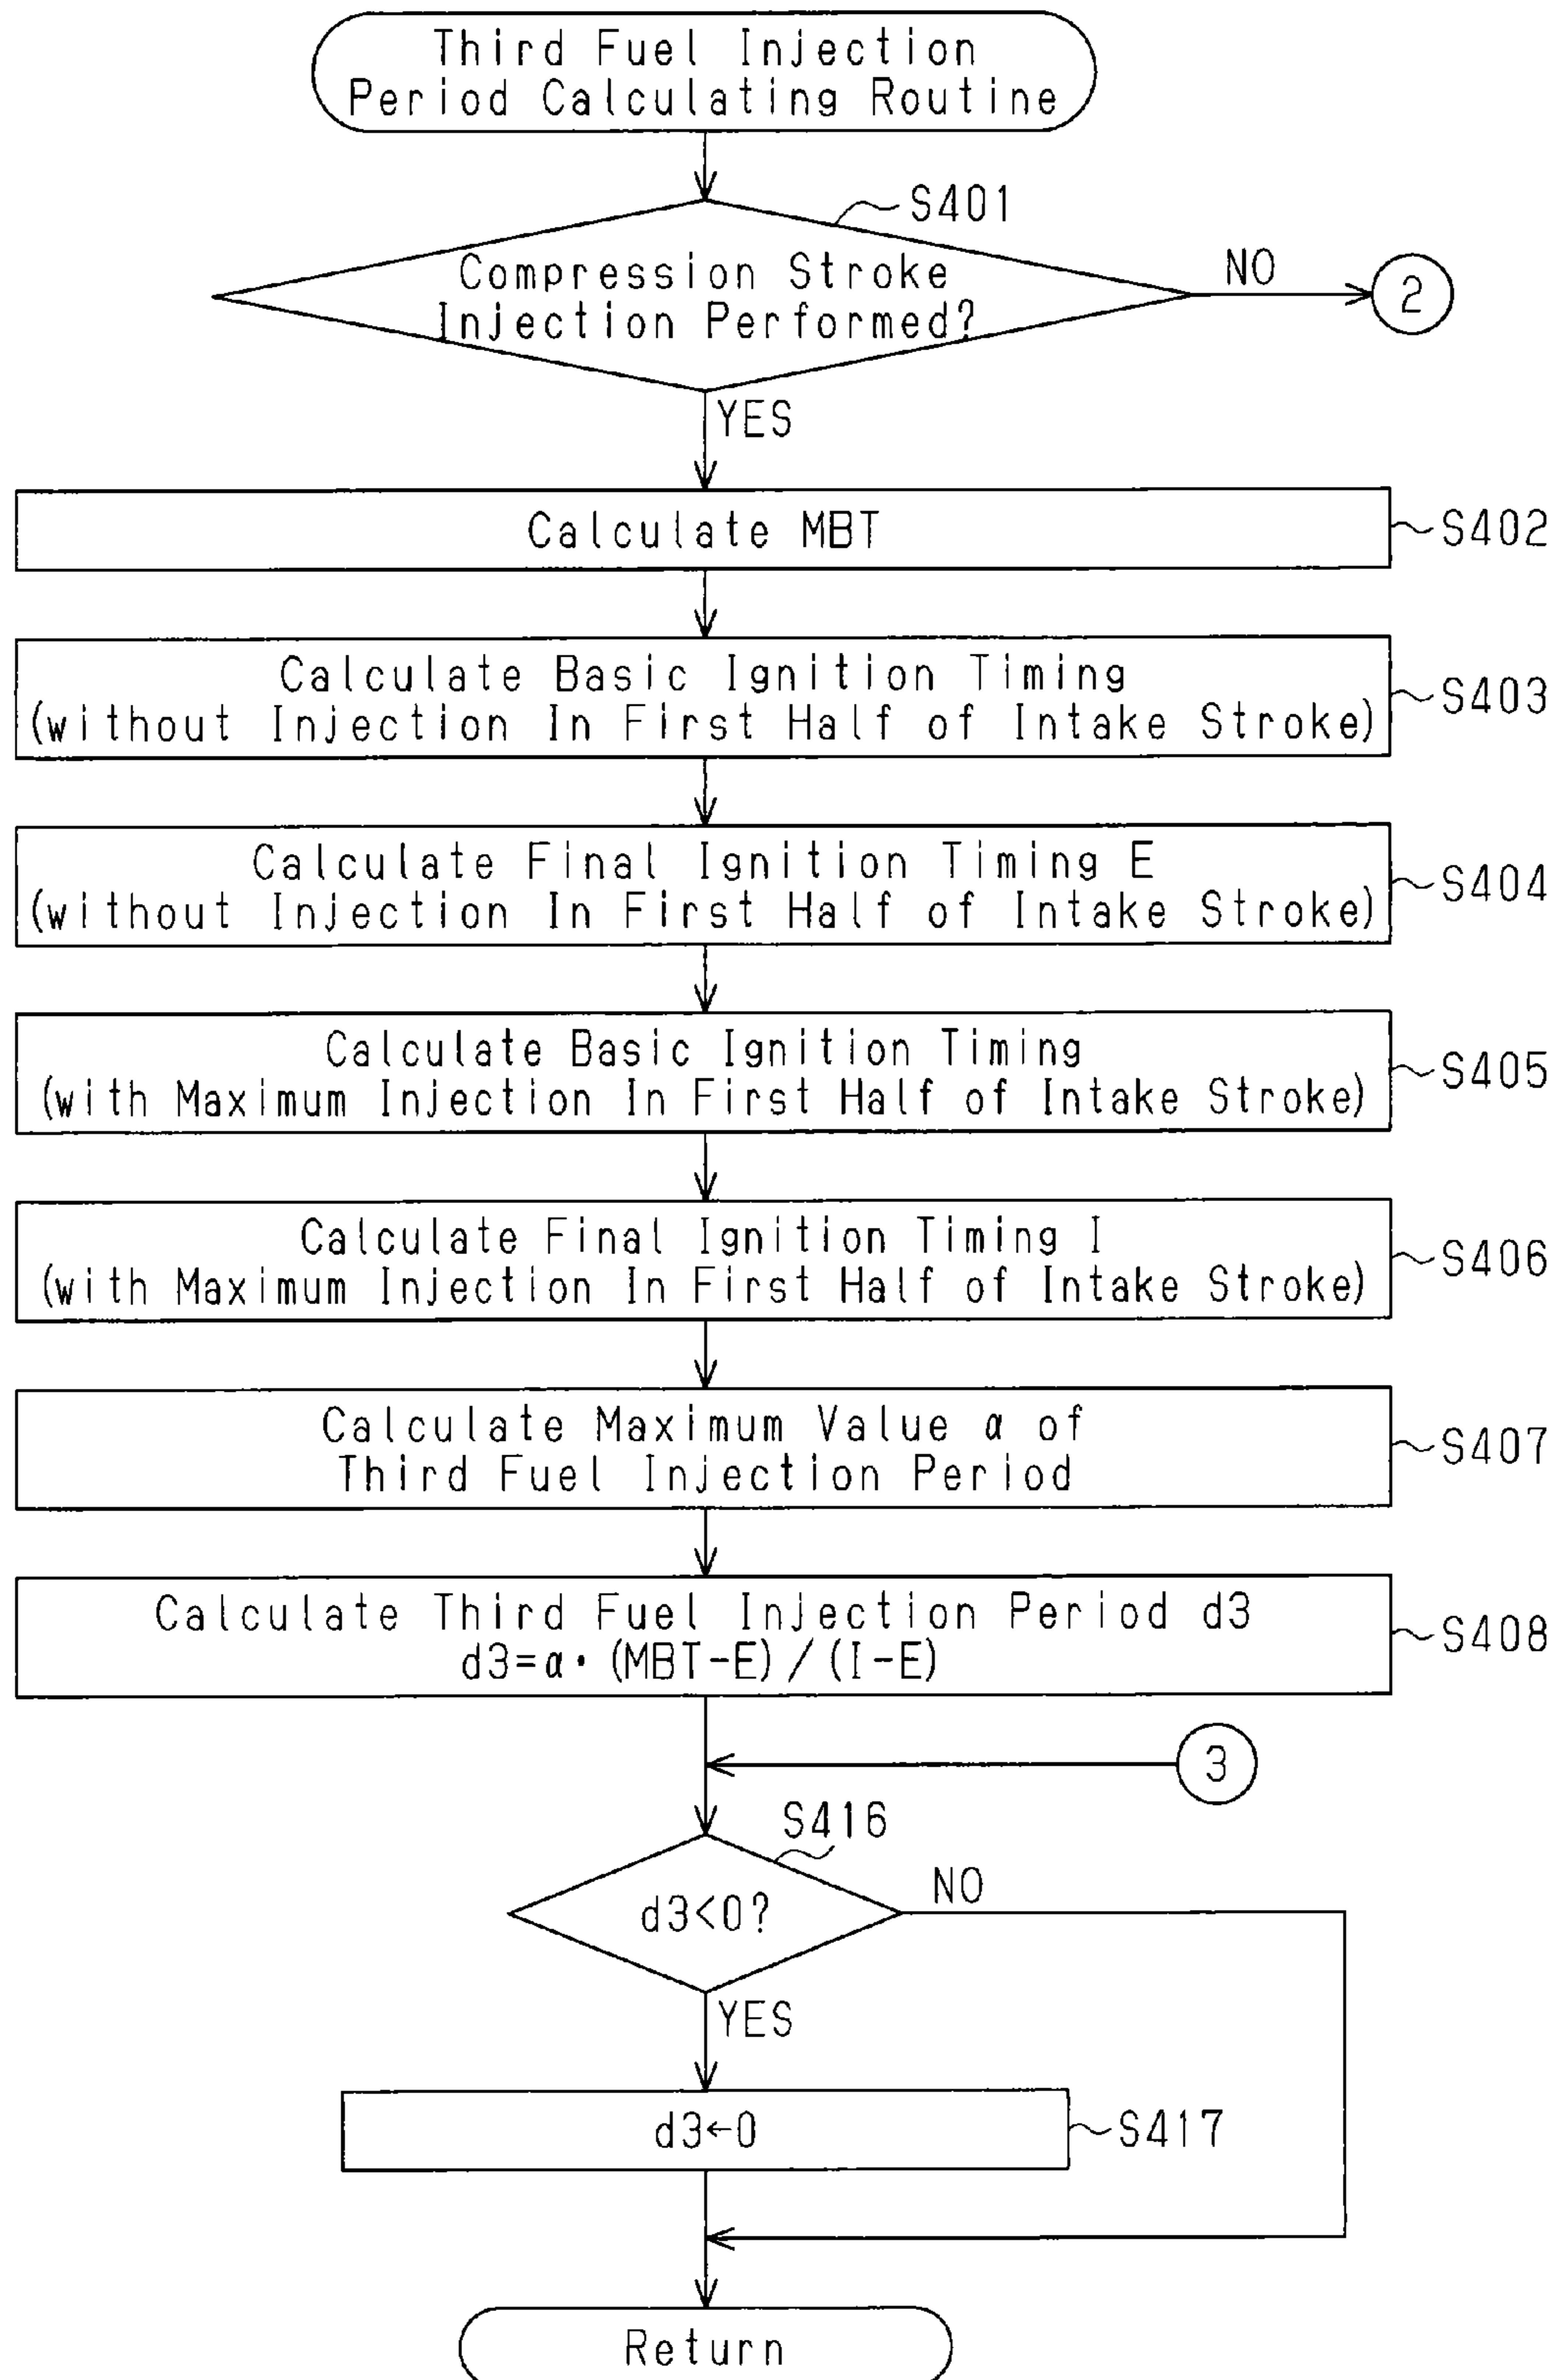 Third Fuel Injection
Period Calculating Routine
S401
Compression Stroke
Injection Performed?
NO
2
YES
Calculate MBT
S402
Calculate Basic Ignition Timing
(without Injection In First Half of Intake Stroke)
S403
Calculate Final Ignition Timing E
(without Injection In First Half of Intake Stroke)
S404
Calculate Basic Ignition Timing
(with Maximum Injection In First Half of Intake Stroke)
S405
Calculate Final Ignition Timing I
(with Maximum Injection In First Half of Intake Stroke)
S406
Calculate Maximum Value α of
Third Fuel Injection Period
S407
Calculate Third Fuel Injection Period d3
d3=α·(MBT-E)/(I-E)
S408
3
S416
d3<0?
NO
YES
d3←0
S417
Return